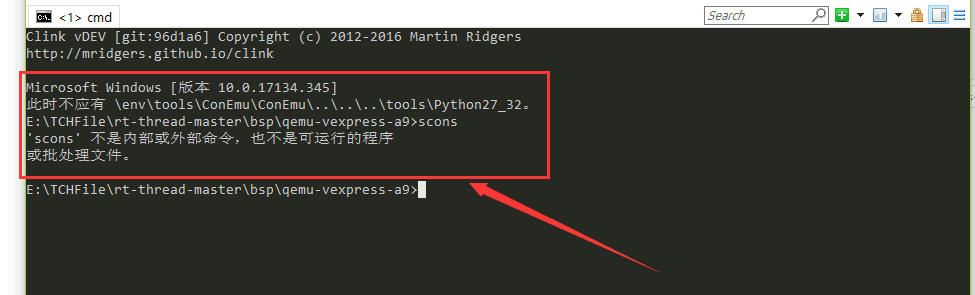 <1> cmd
Search
Clink vDEV [git:96d1a6] Copyright (c) 2012-2016 Martin Ridgers
http://mridgers.github.io/clink
Microsoft Windows [版本 10.0.17134.345]
此时不应有 \env\tools\ConEmu\ConEmu\..\..\..\tools\Python27_32。
E:\TCHFile\rt-thread-master\bsp\qemu-vexpress-a9>scons
'scons' 不是内部或外部命令，也不是可运行的程序
或批处理文件。
E:\TCHFile\rt-thread-master\bsp\qemu-vexpress-a9>